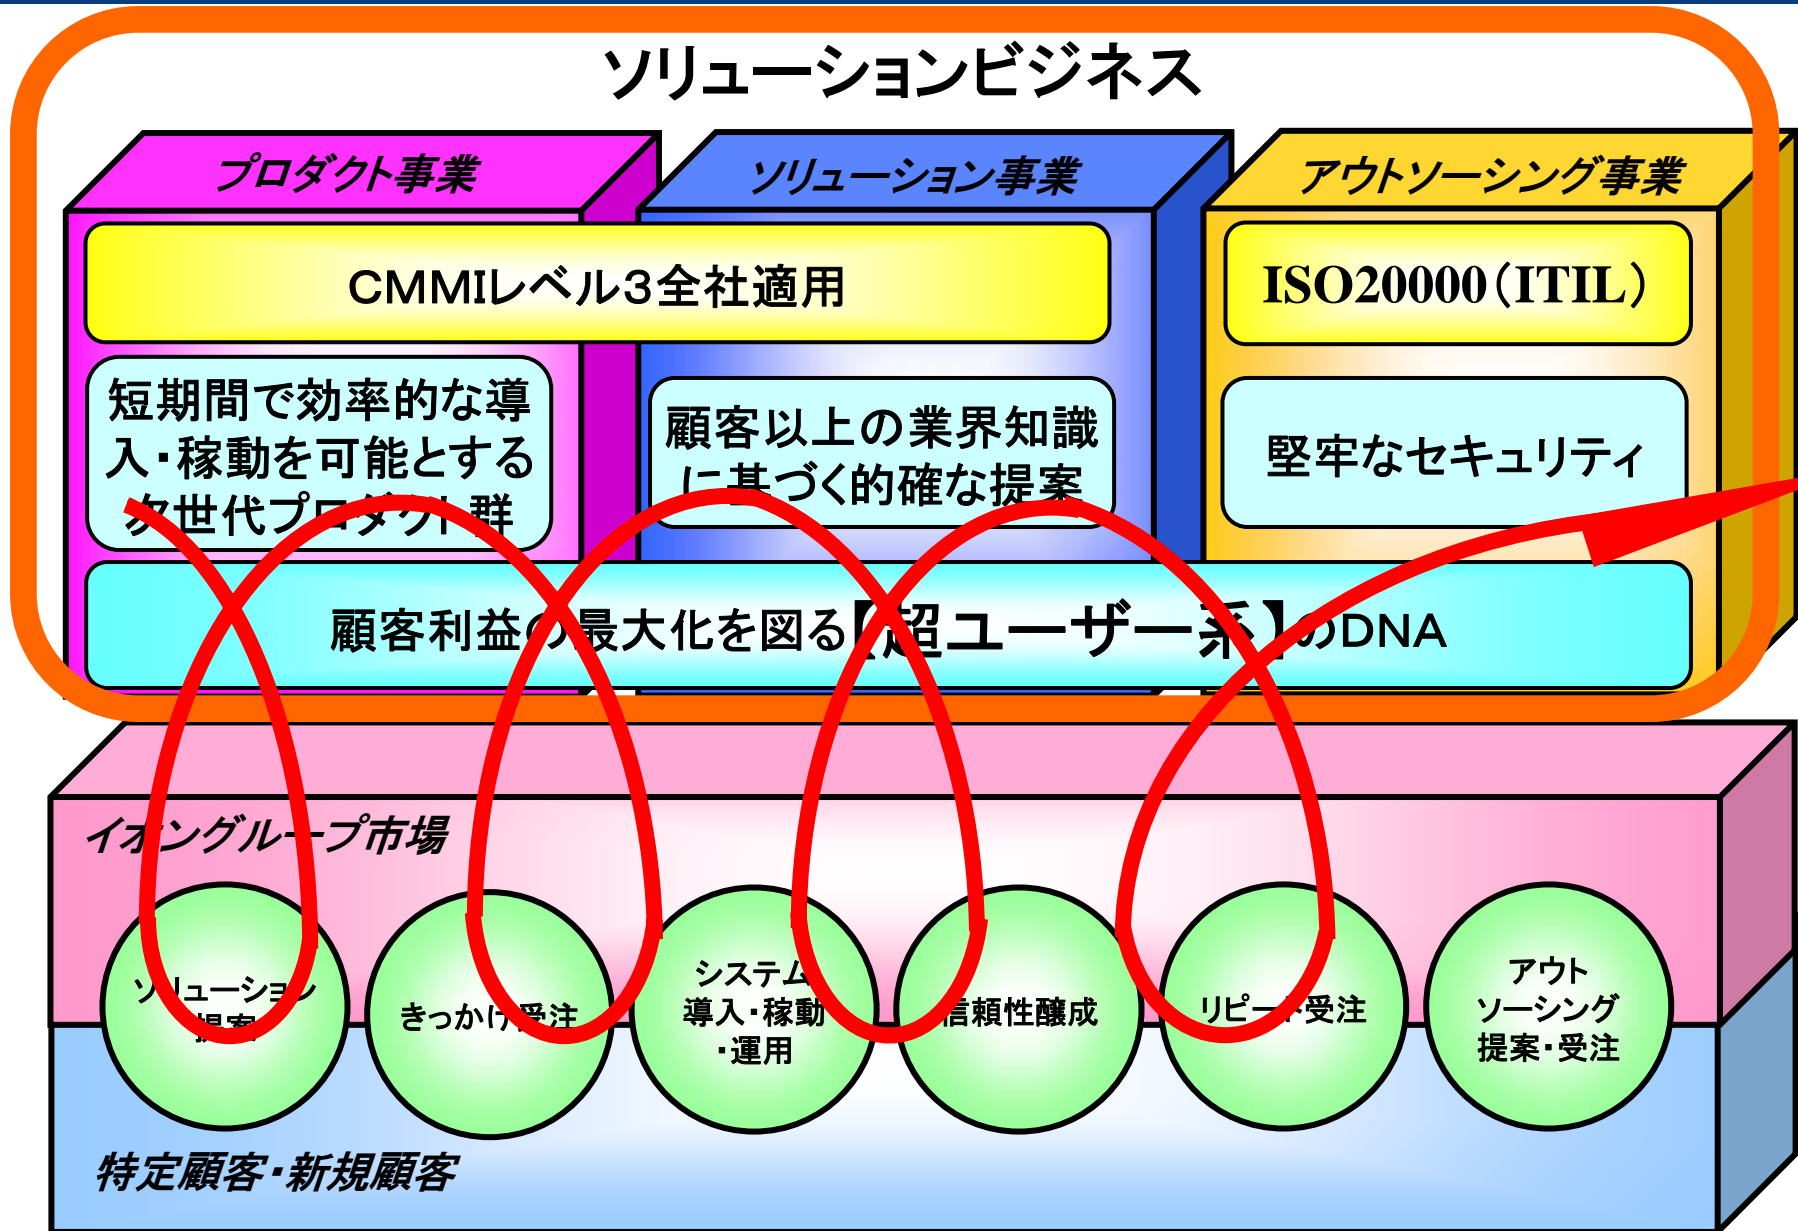 ソリューションビジネス
プロダクト事業
ソリューション事業
アウトソーシング事業
CMMIレベル3全社適用
ISO20000(ITIL)
短期間で効率的な導
入・稼動を可能とする
次世代プロダクト群
顧客以上の業界知識
に基づく的確な提案
堅牢なセキュリティ
顧客利益の最大化を図る【超ユーザー系】のDNA
イオングループ市場
ソリューション
提案
きっかけ受注
システム
導入・稼動
・運用
信頼性醸成
リピート受注
アウト
ソーシング
提案・受注
特定顧客・新規顧客